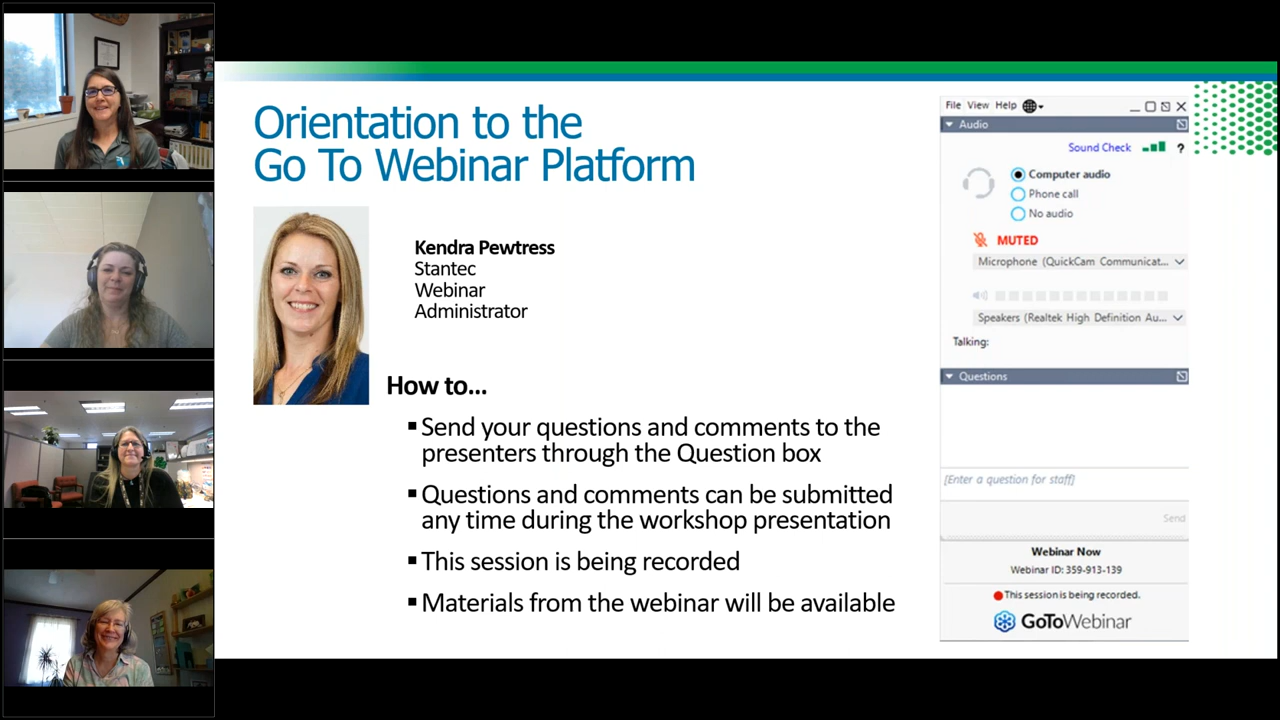 Orientation to the
Go To Webinar Platform
Kendra Pewtress
Stantec
Webinar
Administrator
How to...
▪ Send your questions and comments to the
presenters through the Question box
▪ Questions and comments can be submitted
any time during the workshop presentation
▪ This session is being recorded
▪ Materials from the webinar will be available
File View Help
Audio
Sound Check ?
Computer audio
Phone call
No audio
MUTED
Microphone (QuickCam Communicat...
Speakers (Realtek High Definition Au...
Talking:
Questions
[Enter a question for staff]
Send
Webinar Now
Webinar ID: 359-913-139
This session is being recorded.
GoToWebinar